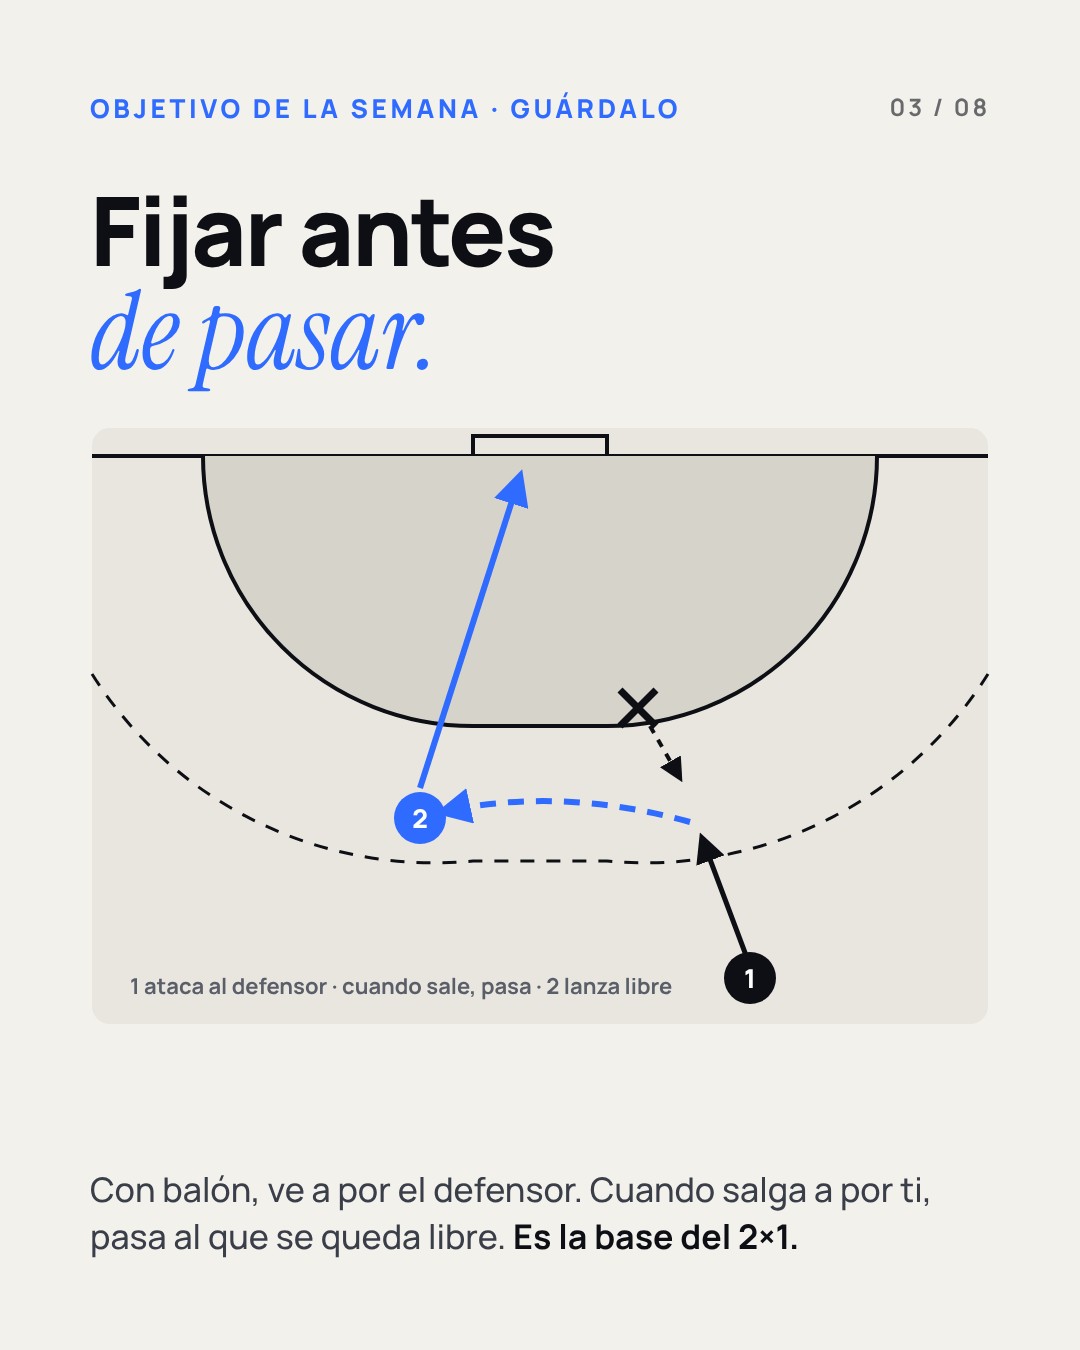 OBJETIVO DE LA SEMANA · GUÁRDALO
03 / 08
Fijar antes
de pasar.
2
1
1 ataca al defensor · cuando sale, pasa · 2 lanza libre
Con balón, ve a por el defensor. Cuando salga a por ti,
pasa al que se queda libre. Es la base del 2×1.